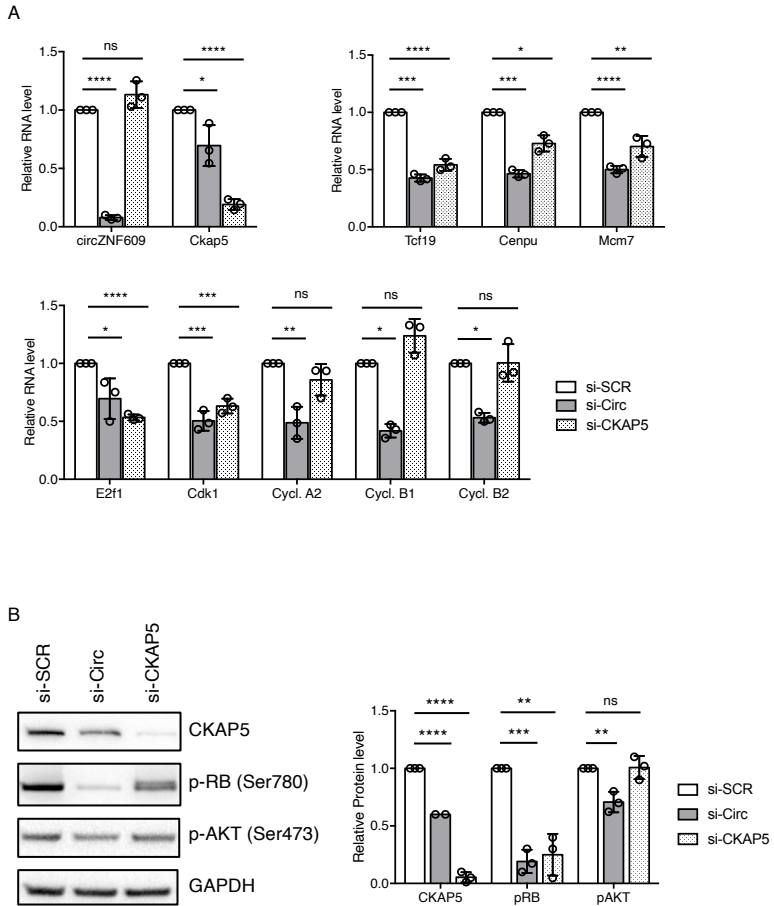 A
Relative RNA level
1.5
1.0
0.5
0.0
ns
****
****
*
circZNF609
Ckap5
Relative RNA level
1.5
1.0
0.5
0.0
****
*
**
***
***
****
Tcf19
Cenpu
Mcm7
Relative RNA level
1.5
1.0
0.5
0.0
****
***
ns
ns
ns
*
***
**
*
*
E2f1
Cdk1
Cycl. A2
Cycl. B1
Cycl. B2
si-SCR
si-Circ
si-CKAP5
B
si-SCR
si-Circ
si-CKAP5
CKAP5
p-RB (Ser780)
p-AKT (Ser473)
GAPDH
Relative Protein level
1.5
1.0
0.5
0.0
****
**
ns
****
***
**
CKAP5
pRB
pAKT
si-SCR
si-Circ
si-CKAP5